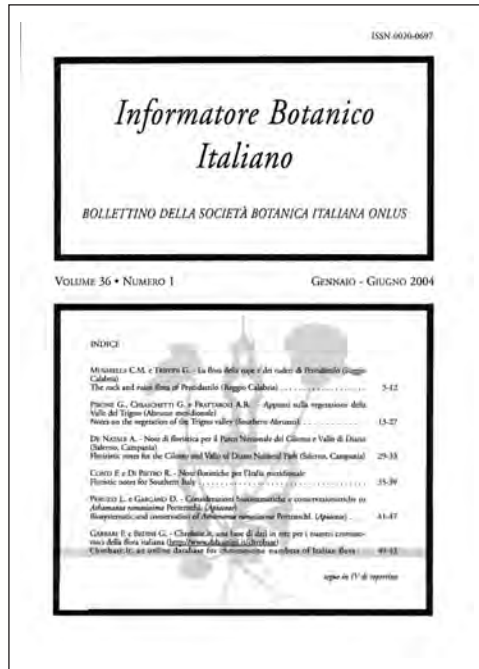 ISSN 0020-0697
Informatore Botanico
Italiano
BOLLETTINO DELLA SOCIETÀ BOTANICA ITALIANA ONLUS
VOLUME 36 • NUMERO 1 GENNAIO - GIUGNO 2004
INDICE
e G. - La flora della rupe e dei ruderi di Pentedattilo (Reggio
Calabria)
The rock and ruins flora of Pentedattilo (Reggio Calabria) 5-12
PIRONE G., CIASCHETTI G. e FRATTAROLI A.R. - Appunti sulla vegetazione della
Valle del Trigno (Abruzzo meridionale)
Notes on the vegetation of the Trigno valley (Southern Abruzzo) 13-27
DE NATALE A. - Note di floristica per il Parco Nazionale del Cilento e Vallo di Diano
(Salerno, Campania)
Floristic notes for the Cilento and Vallo of Diano National Park (Salerno, Campania) 29-33
CONTI F. e DI PIETRO R. - Note floristiche per l'Italia meridionale
Floristic notes for Southern Italy 35-39
PERUZZI L. e GARGANO D. - Considerazioni biosistematiche e conservazionistiche su
Athamanta ramosissima Portenschl. (Apiaceae)
Biosystematic and conservation of Athamanta ramosissima Portenschl. (Apiaceae) 41-47
GARBARI F. e BEDINI G. - Chrobase.it, una base di dati in rete per i numeri cromoso-
mici della flora italiana
Chrobase.it, an online database for chromosome numbers of Italian flora
segue in IV di copertina